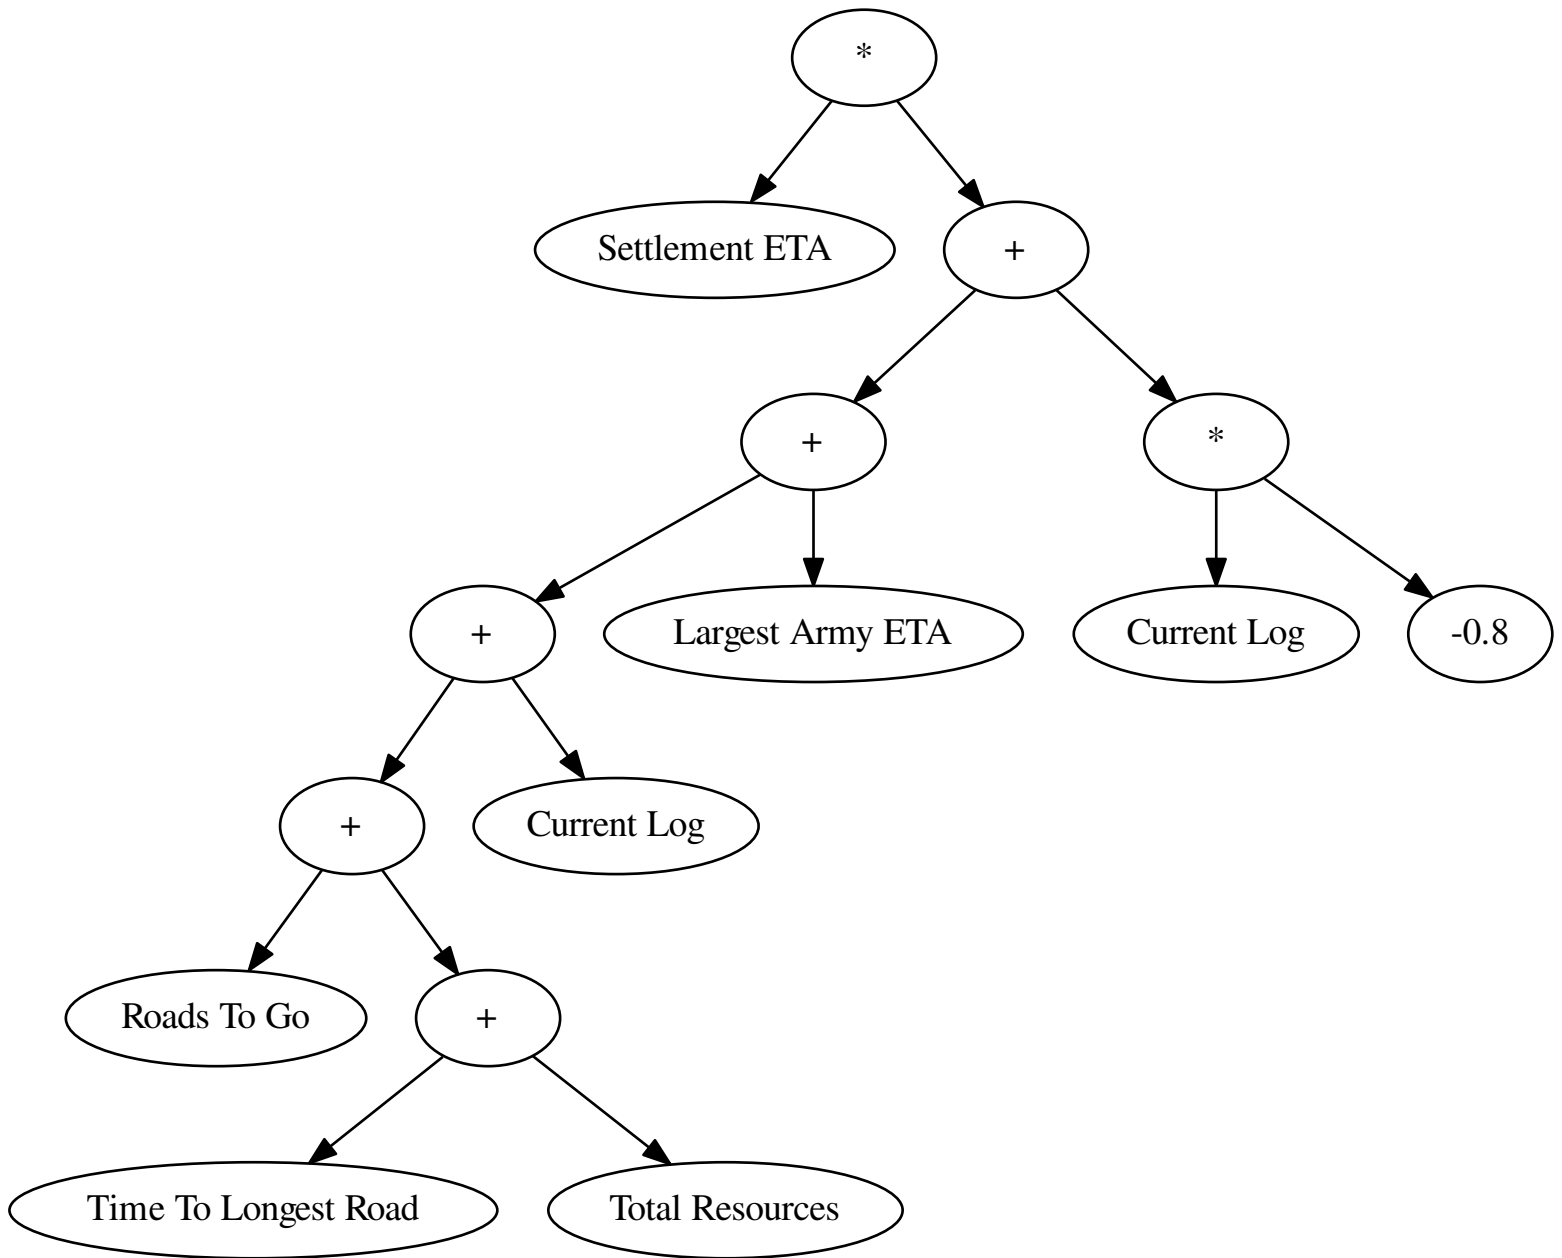 *
Settlement ETA
+
+
*
+
Largest Army ETA
Current Log
-0.8
+
Current Log
Roads To Go
+
Time To Longest Road
Total Resources